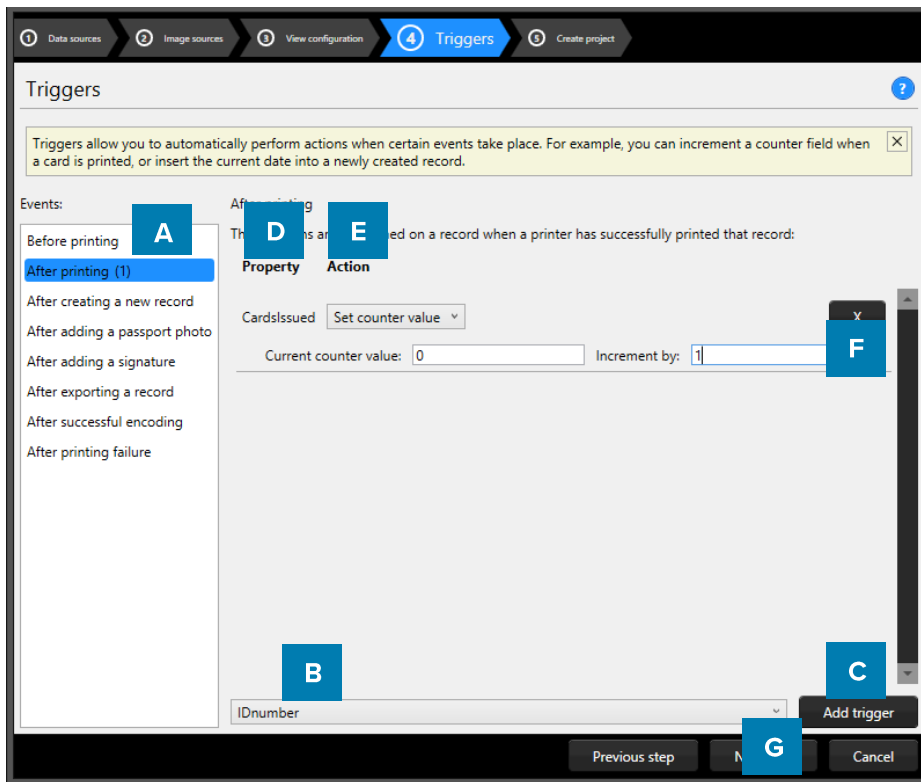 1 Data sources 2 Image sources 3 View configuration 4 Triggers 5 Create project
Triggers
?
Triggers allow you to automatically perform actions when certain events take place. For example, you can increment a counter field when
a card is printed, or insert the current date into a newly created record.
Events:
A
D
E
Before printing
After printing (1)
Property Action
After creating a new record
CardsIssued Set counter value
X
After adding a passport photo
F
Current counter value: 0 Increment by: 1
After adding a signature
After exporting a record
After successful encoding
After printing failure
B
C
IDnumber
Add trigger
G
Previous step
Cancel